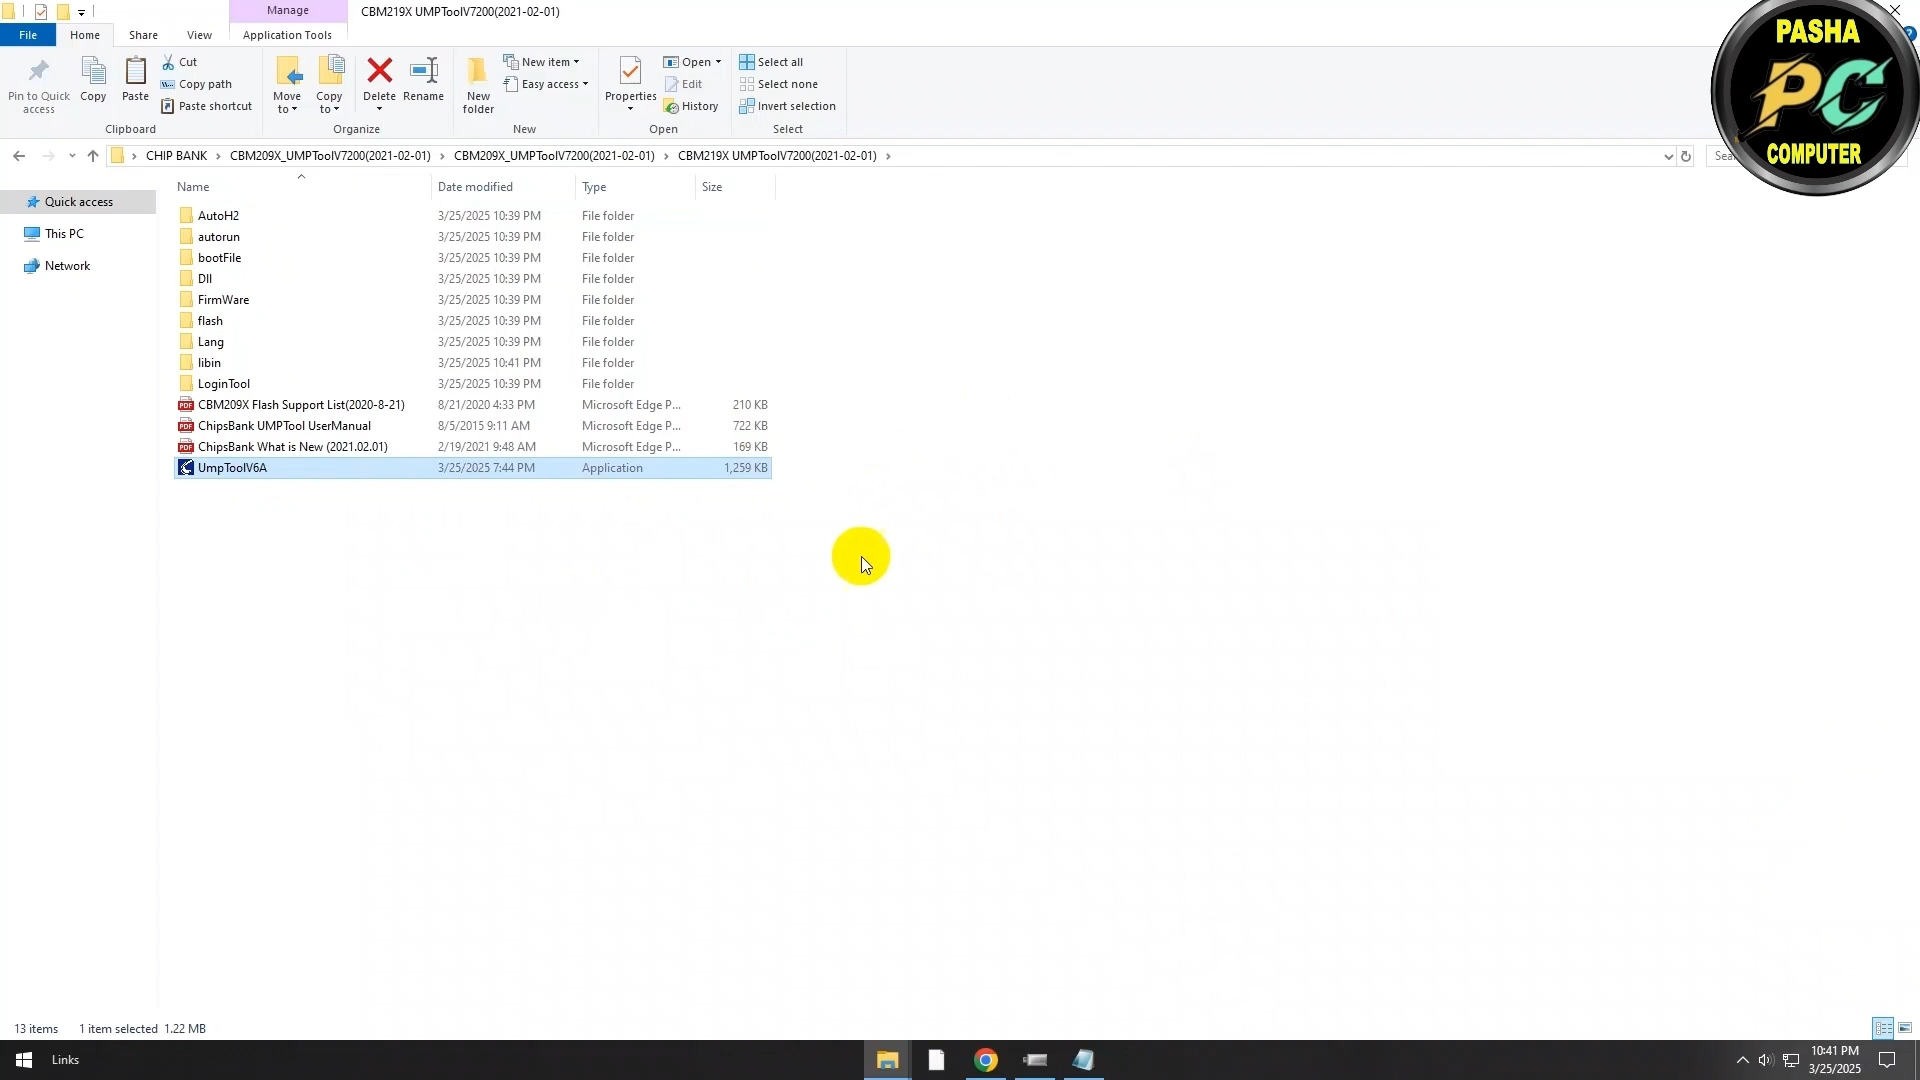 Manage
CBM219X UMPToolV7200(2021-02-01)
File
Home
Share
View
Application Tools
Pin to Quick access
Copy
Paste
Cut
Copy path
Paste shortcut
Clipboard
Move to
Copy to
Delete
Rename
Organize
New folder
New item
Easy access
New
Properties
Open
Edit
History
Open
Select all
Select none
Invert selection
Select
PASHA
PC
COMPUTER
CHIP BANK > CBM209X_UMPToolV7200(2021-02-01) > CBM209X_UMPToolV7200(2021-02-01) > CBM219X UMPToolV7200(2021-02-01) >
Name Date modified Type Size
Quick access
This PC
Network
AutoH2 3/25/2025 10:39 PM File folder
autorun 3/25/2025 10:39 PM File folder
bootFile 3/25/2025 10:39 PM File folder
Dll 3/25/2025 10:39 PM File folder
FirmWare 3/25/2025 10:39 PM File folder
flash 3/25/2025 10:39 PM File folder
Lang 3/25/2025 10:39 PM File folder
libin 3/25/2025 10:41 PM File folder
LoginTool 3/25/2025 10:39 PM File folder
CBM209X Flash Support List(2020-8-21) 8/21/2020 4:33 PM Microsoft Edge P... 210 KB
ChipsBank UMPTool UserManual 8/5/2015 9:11 AM Microsoft Edge P... 722 KB
ChipsBank What is New (2021.02.01) 2/19/2021 9:48 AM Microsoft Edge P... 169 KB
UmpToolV6A 3/25/2025 7:44 PM Application 1,259 KB
13 items 1 item selected 1.22 MB
Links
10:41 PM
3/25/2025